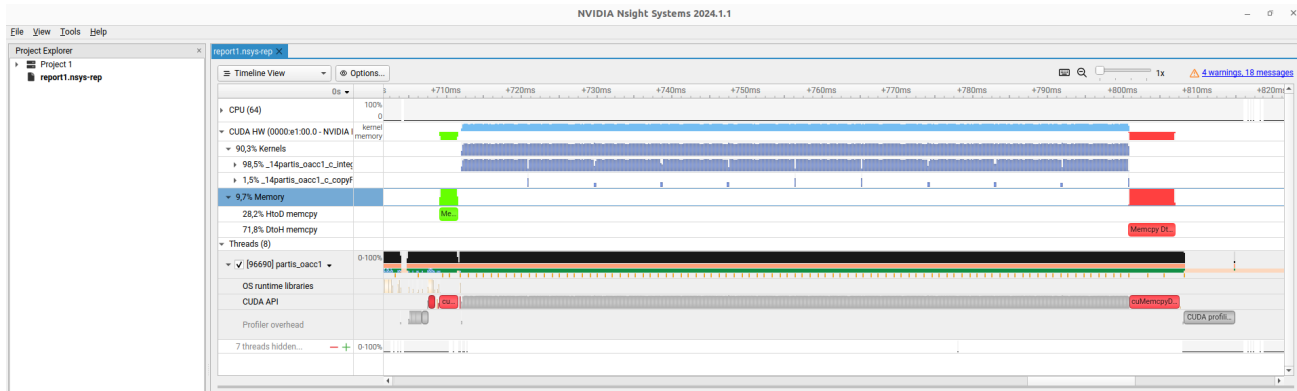 NVIDIA Nsight Systems 2024.1.1
File View Tools Help
Project Explorer
Project 1
report1.nsys-rep
report1.nsys-rep
Timeline View
Options...
1x
4 warnings, 18 messages
0s
+710ms +720ms +730ms +740ms +750ms +760ms +770ms +780ms +790ms +800ms +810ms +820ms
CPU (64)
100%
0
CUDA HW (0000:e1:00.0 - NVIDIA
kernel
memory
90,3% Kernels
98,5% _14partis_oacc1_c_integ
1,5% _14partis_oacc1_c_copyF
9,7% Memory
28,2% HtoD memcpy
Me...
71,8% DtoH memcpy
Memcpy Dt...
Threads (8)
[96690] partis_oacc1
0-100%
OS runtime libraries
CUDA API
cu...
cuMemcpyD...
Profiler overhead
CUDA profili...
7 threads hidden...
0-100%